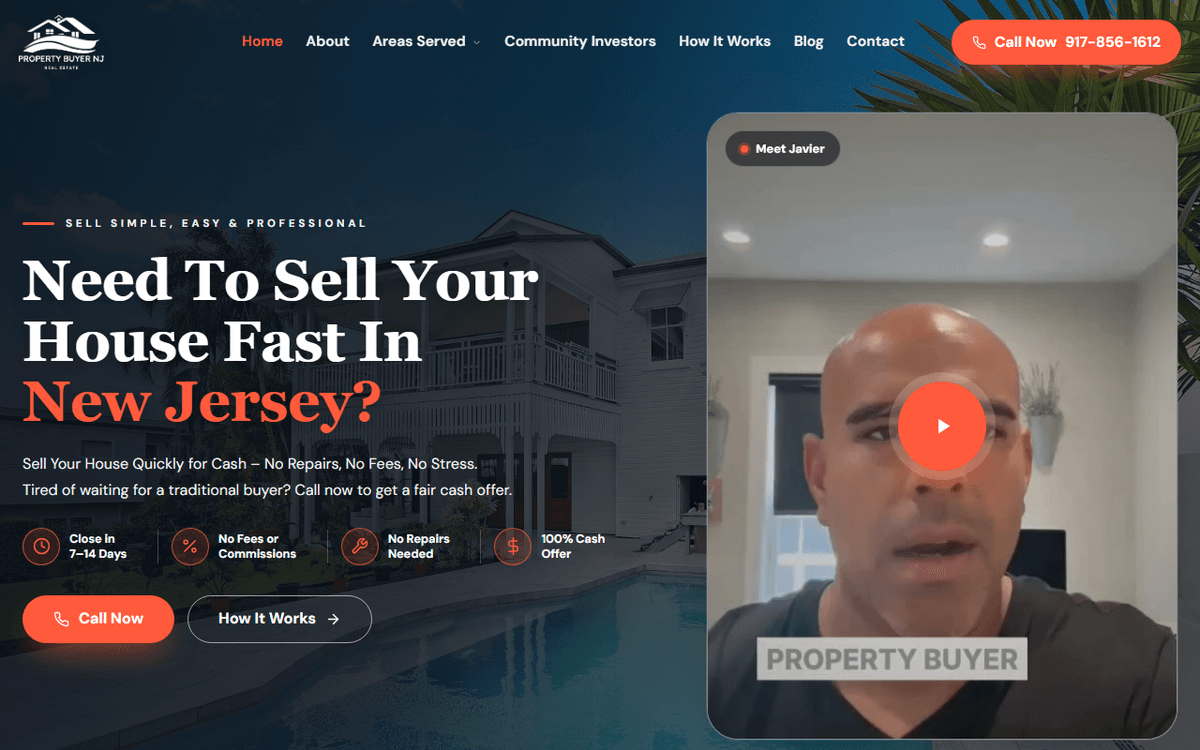 PROPERTY BUYER NJ
REAL ESTATE
Home
About
Areas Served
Community Investors
How It Works
Blog
Contact
Call Now 917-856-1612
Meet Javier
SELL SIMPLE, EASY & PROFESSIONAL
Need To Sell Your
House Fast In
New Jersey?
Sell Your House Quickly for Cash – No Repairs, No Fees, No Stress.
Tired of waiting for a traditional buyer? Call now to get a fair cash offer.
Close in
7–14 Days
No Fees or
Commissions
No Repairs
Needed
100% Cash
Offer
Call Now
How It Works →
PROPERTY BUYER